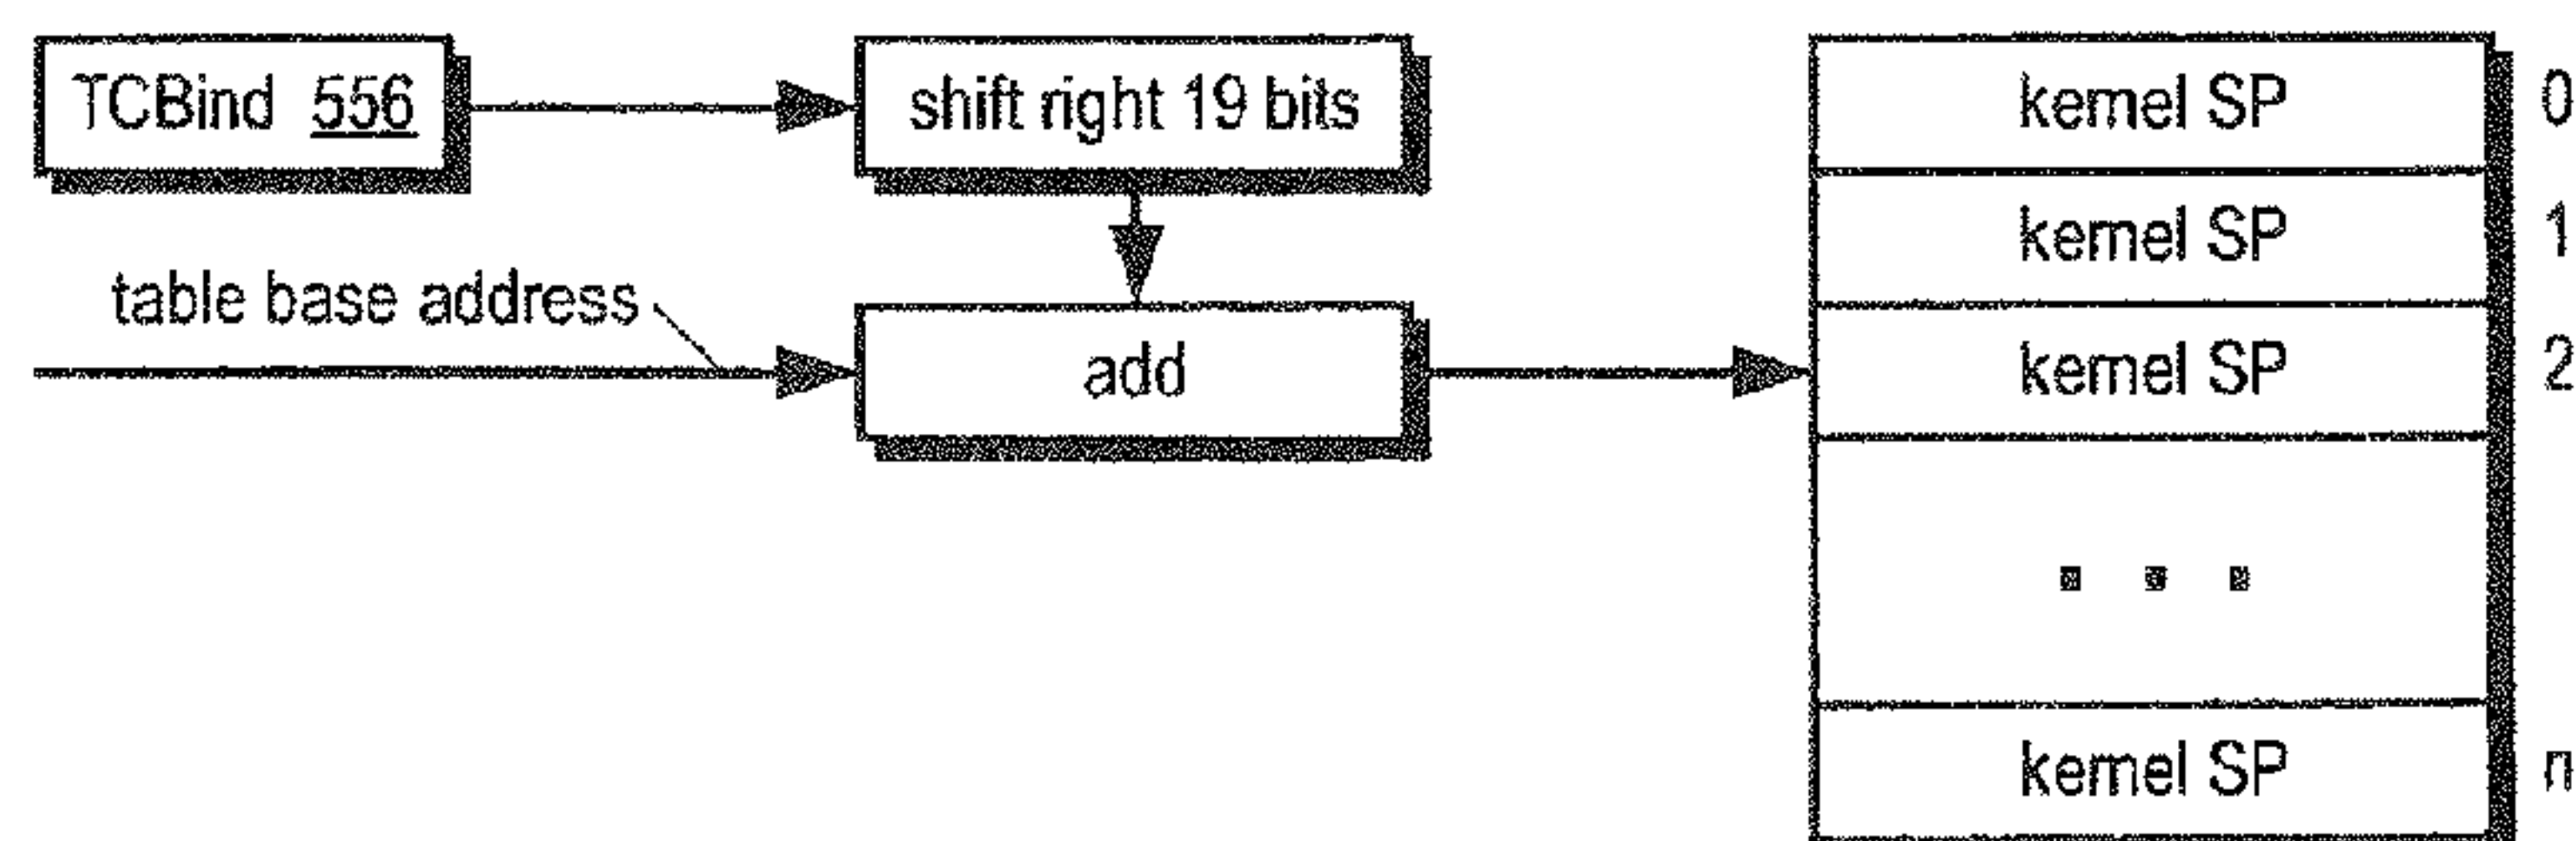 TCBind 556
shift right 19 bits
table base address
add
kernel SP 0
kernel SP 1
kernel SP 2
kernel SP n